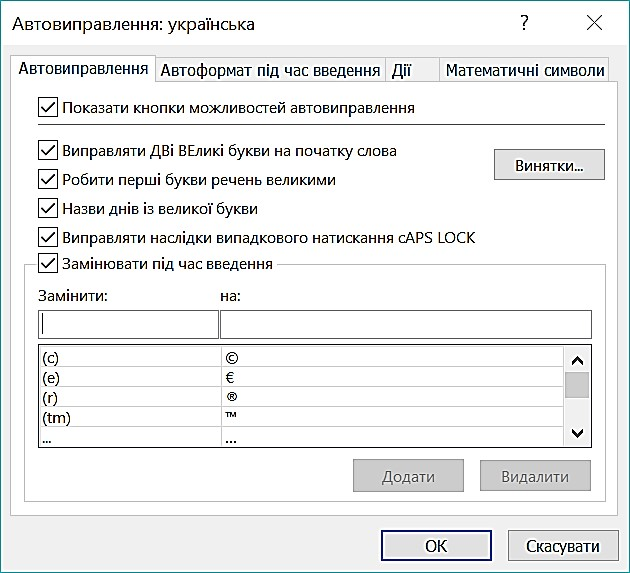 Автовиправлення: українська
?
Автовиправлення Автоформат під час введення Дії Математичні символи
Показати кнопки можливостей автовиправлення
Виправляти ДВі ВЕликі букви на початку слова
Винятки...
Робити перші букви речень великими
Назви днів із великої букви
Виправляти наслідки випадкового натискання cAPS LOCK
Замінювати під час введення
Замінити: на:
(c) ©
(e) €
(r) ®
(tm) ™
... …
Додати Видалити
ОК Скасувати